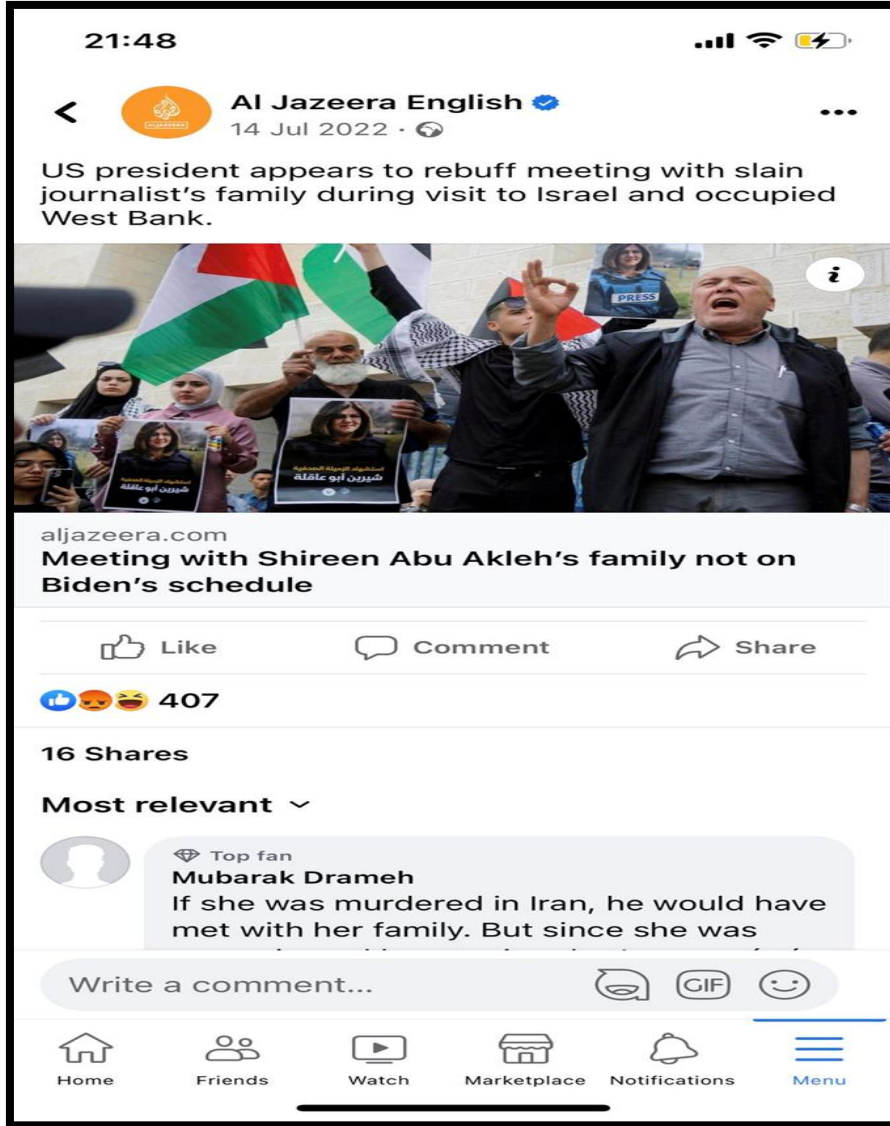 21:48
Al Jazeera English
14 Jul 2022 ·
US president appears to rebuff meeting with slain
journalist's family during visit to Israel and occupied
West Bank.
PRESS
استشهاد الزميلة الصحفية
شيرين أبو عاقلة
استشهاد الزميلة الصحفية
شيرين أبو عاقلة
aljazeera.com
Meeting with Shireen Abu Akleh's family not on
Biden's schedule
Like
Comment
Share
407
16 Shares
Most relevant
Top fan
Mubarak Drameh
If she was murdered in Iran, he would have
met with her family. But since she was
Write a comment...
GIF
Home
Friends
Watch
Marketplace
Notifications
Menu